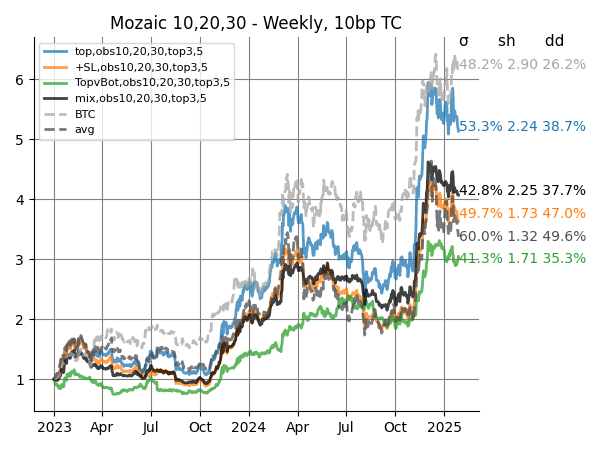 Mozaic 10,20,30 - Weekly, 10bp TC
σ sh dd
top,obs10,20,30,top3,5
+SL,obs10,20,30,top3,5
TopvBot,obs10,20,30,top3,5
mix,obs10,20,30,top3,5
BTC
avg
48.2% 2.90 26.2%
53.3% 2.24 38.7%
42.8% 2.25 37.7%
49.7% 1.73 47.0%
60.0% 1.32 49.6%
41.3% 1.71 35.3%
6
5
4
3
2
1
2023 Apr Jul Oct 2024 Apr Jul Oct 2025